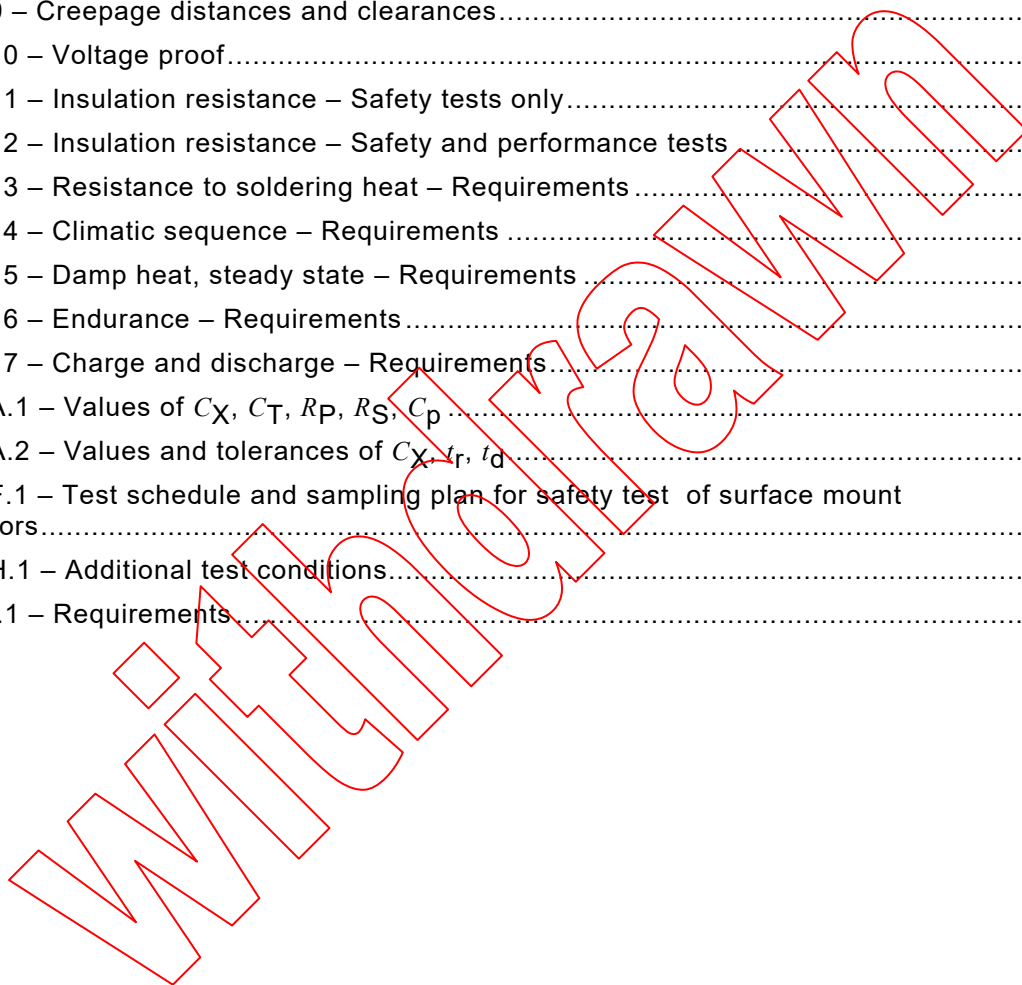 9 – Creepage distances and clearances
0 – Voltage proof
1 – Insulation resistance – Safety tests only
2 – Insulation resistance – Safety and performance tests
3 – Resistance to soldering heat – Requirements
4 – Climatic sequence – Requirements
5 – Damp heat, steady state – Requirements
6 – Endurance – Requirements
7 – Charge and discharge – Requirements
A.1 – Values of CX, CT, RP, RS, Cp
A.2 – Values and tolerances of CX, tr, td
F.1 – Test schedule and sampling plan for safety test of surface mount
ors
H.1 – Additional test conditions
.1 – Requirements
withdrawn